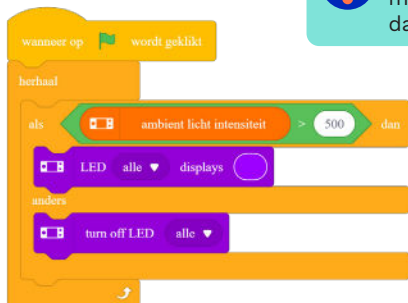 da
wanneer op wordt geklikt
herhaal
als ambient licht intensiteit > 500 dan
LED alle displays
anders
turn off LED alle